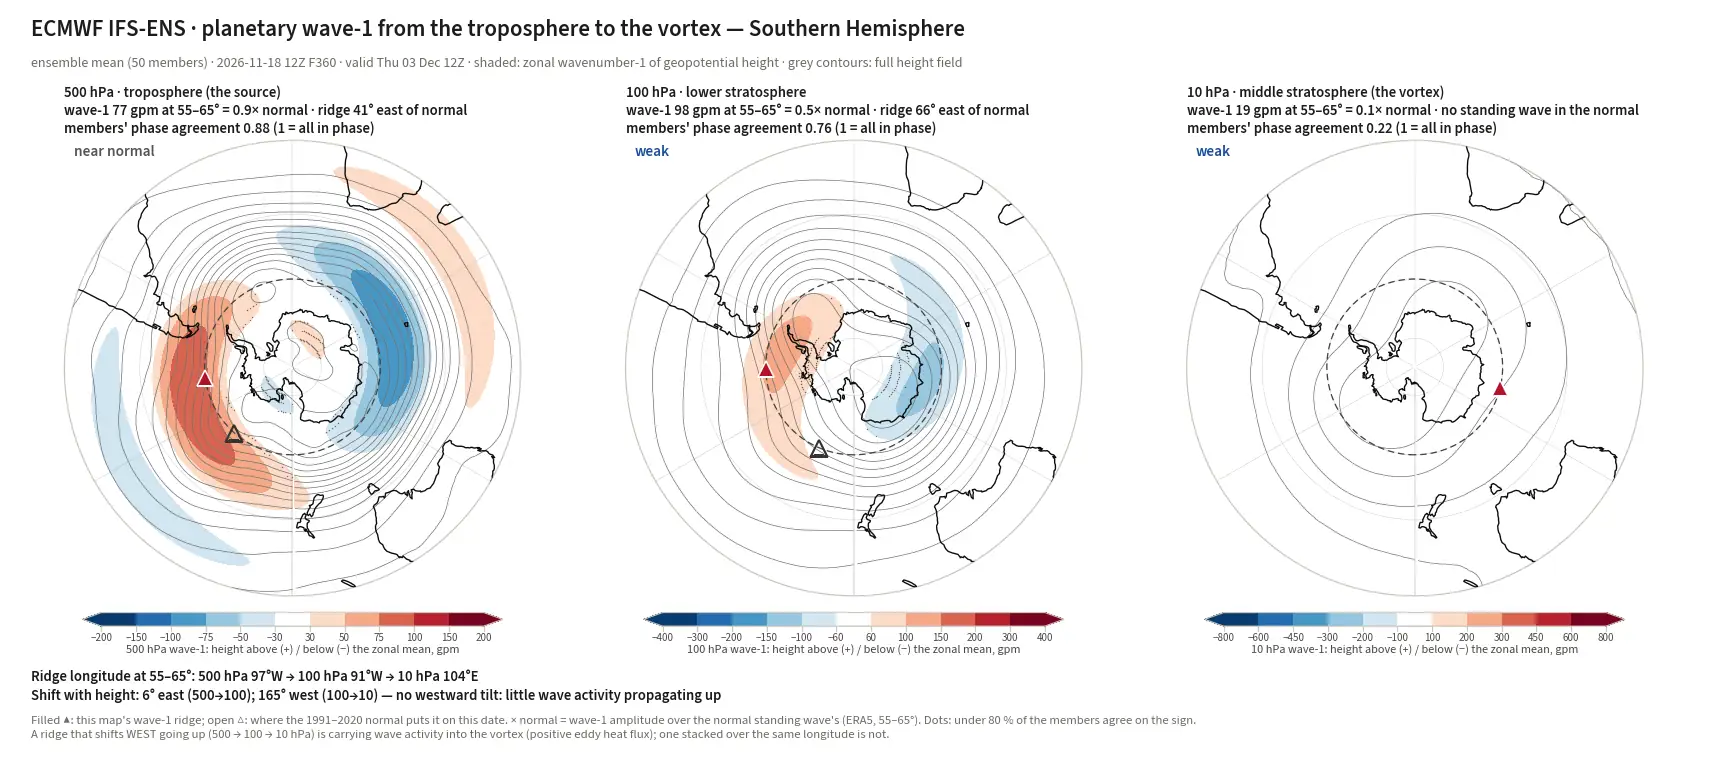 ECMWF IFS-ENS · planetary wave-1 from the troposphere to the vortex — Southern Hemisphere
ensemble mean (50 members) · 2026-11-18 12Z F360 · valid Thu 03 Dec 12Z · shaded: zonal wavenumber-1 of geopotential height · grey contours: full height field
500 hPa · troposphere (the source)
wave-1 77 gpm at 55–65° = 0.9× normal · ridge 41° east of normal
members' phase agreement 0.88 (1 = all in phase)
near normal
100 hPa · lower stratosphere
wave-1 98 gpm at 55–65° = 0.5× normal · ridge 66° east of normal
members' phase agreement 0.76 (1 = all in phase)
weak
10 hPa · middle stratosphere (the vortex)
wave-1 19 gpm at 55–65° = 0.1× normal · no standing wave in the normal
members' phase agreement 0.22 (1 = all in phase)
weak
−200 −150 −100 −75 −50 −30 30 50 75 100 150 200
500 hPa wave-1: height above (+) / below (−) the zonal mean, gpm
−400 −300 −200 −150 −100 −60 60 100 150 200 300 400
100 hPa wave-1: height above (+) / below (−) the zonal mean, gpm
−800 −600 −450 −300 −200 −100 100 200 300 450 600 800
10 hPa wave-1: height above (+) / below (−) the zonal mean, gpm
Ridge longitude at 55–65°: 500 hPa 97°W → 100 hPa 91°W → 10 hPa 104°E
Shift with height: 6° east (500→100); 165° west (100→10) — no westward tilt: little wave activity propagating up
Filled ▲: this map's wave-1 ridge; open △: where the 1991–2020 normal puts it on this date. × normal = wave-1 amplitude over the normal standing wave's (ERA5, 55–65°). Dots: under 80 % of the members agree on the sign.
A ridge that shifts WEST going up (500 → 100 → 10 hPa) is carrying wave activity into the vortex (positive eddy heat flux); one stacked over the same longitude is not.